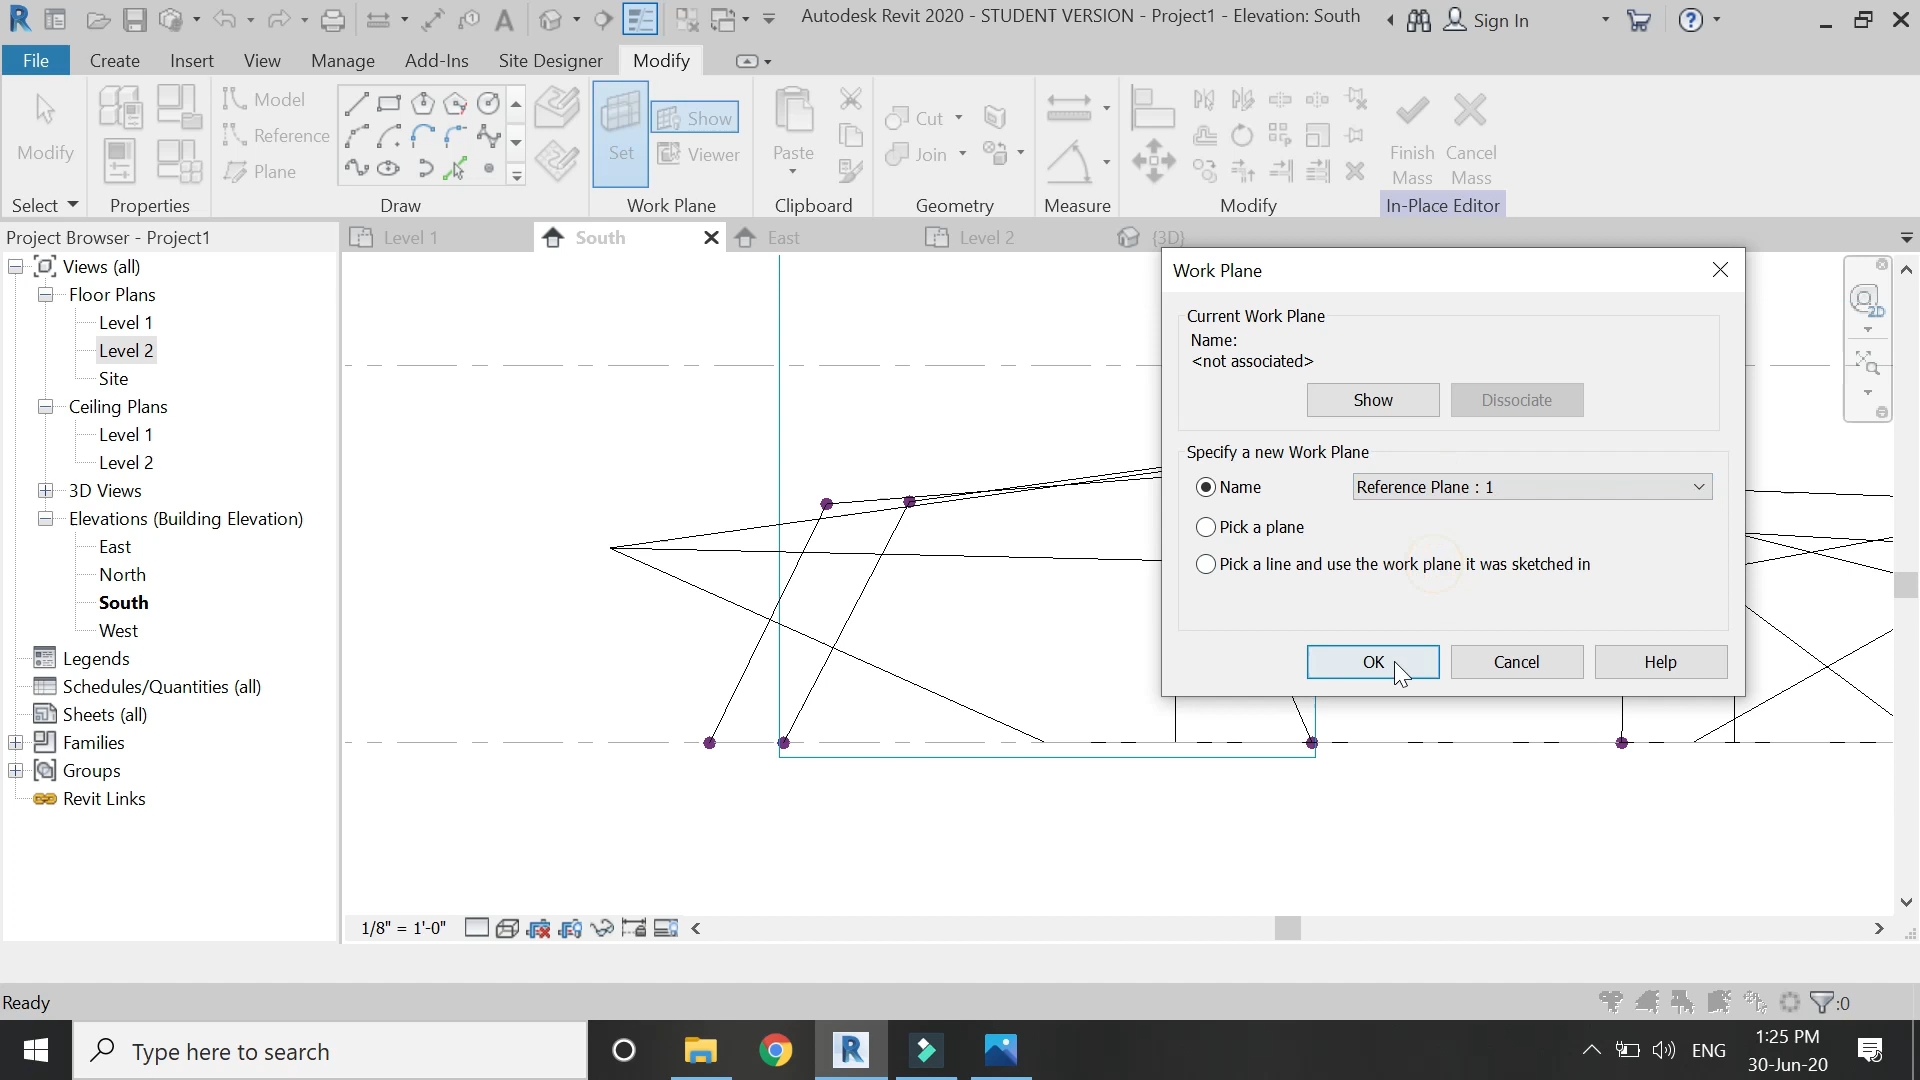 Autodesk Revit 2020 - STUDENT VERSION - Project1 - Elevation: South
Sign In
File Create Insert View Manage Add-Ins Site Designer Modify
Modify
Model
Reference
Plane
Set
Show
Viewer
Paste
Cut
Join
Finish Mass
Cancel Mass
Select Properties Draw Work Plane Clipboard Geometry Measure Modify In-Place Editor
Project Browser - Project1
Level 1 South East Level 2 {3D}
Views (all)
Floor Plans
Level 1
Level 2
Site
Ceiling Plans
Level 1
Level 2
3D Views
Elevations (Building Elevation)
East
North
South
West
Legends
Schedules/Quantities (all)
Sheets (all)
Families
Groups
Revit Links
2D
Work Plane
Current Work Plane
Name:
<not associated>
Show Dissociate
Specify a new Work Plane
Name Reference Plane : 1
Pick a plane
Pick a line and use the work plane it was sketched in
OK Cancel Help
1/8" = 1'-0"
Ready
:0
Type here to search
ENG
1:25 PM
30-Jun-20